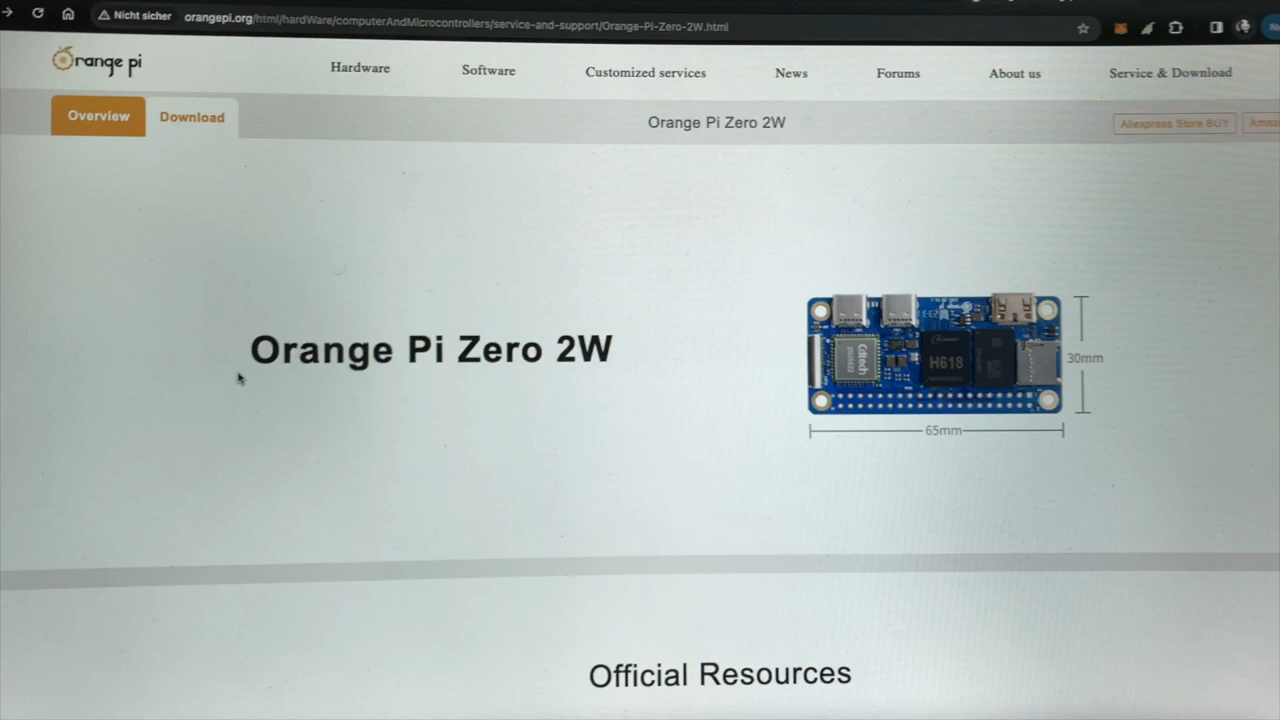 Nicht sicher
orangepi.org/html/hardWare/computerAndMicrocontrollers/service-and-support/Orange-Pi-Zero-2W.html
Orange pi
Hardware
Software
Customized services
News
Forums
About us
Service & Download
Overview
Download
Orange Pi Zero 2W
Aliexpress Store BUY
Orange Pi Zero 2W
Cdtech
H618
30mm
65mm
Official Resources